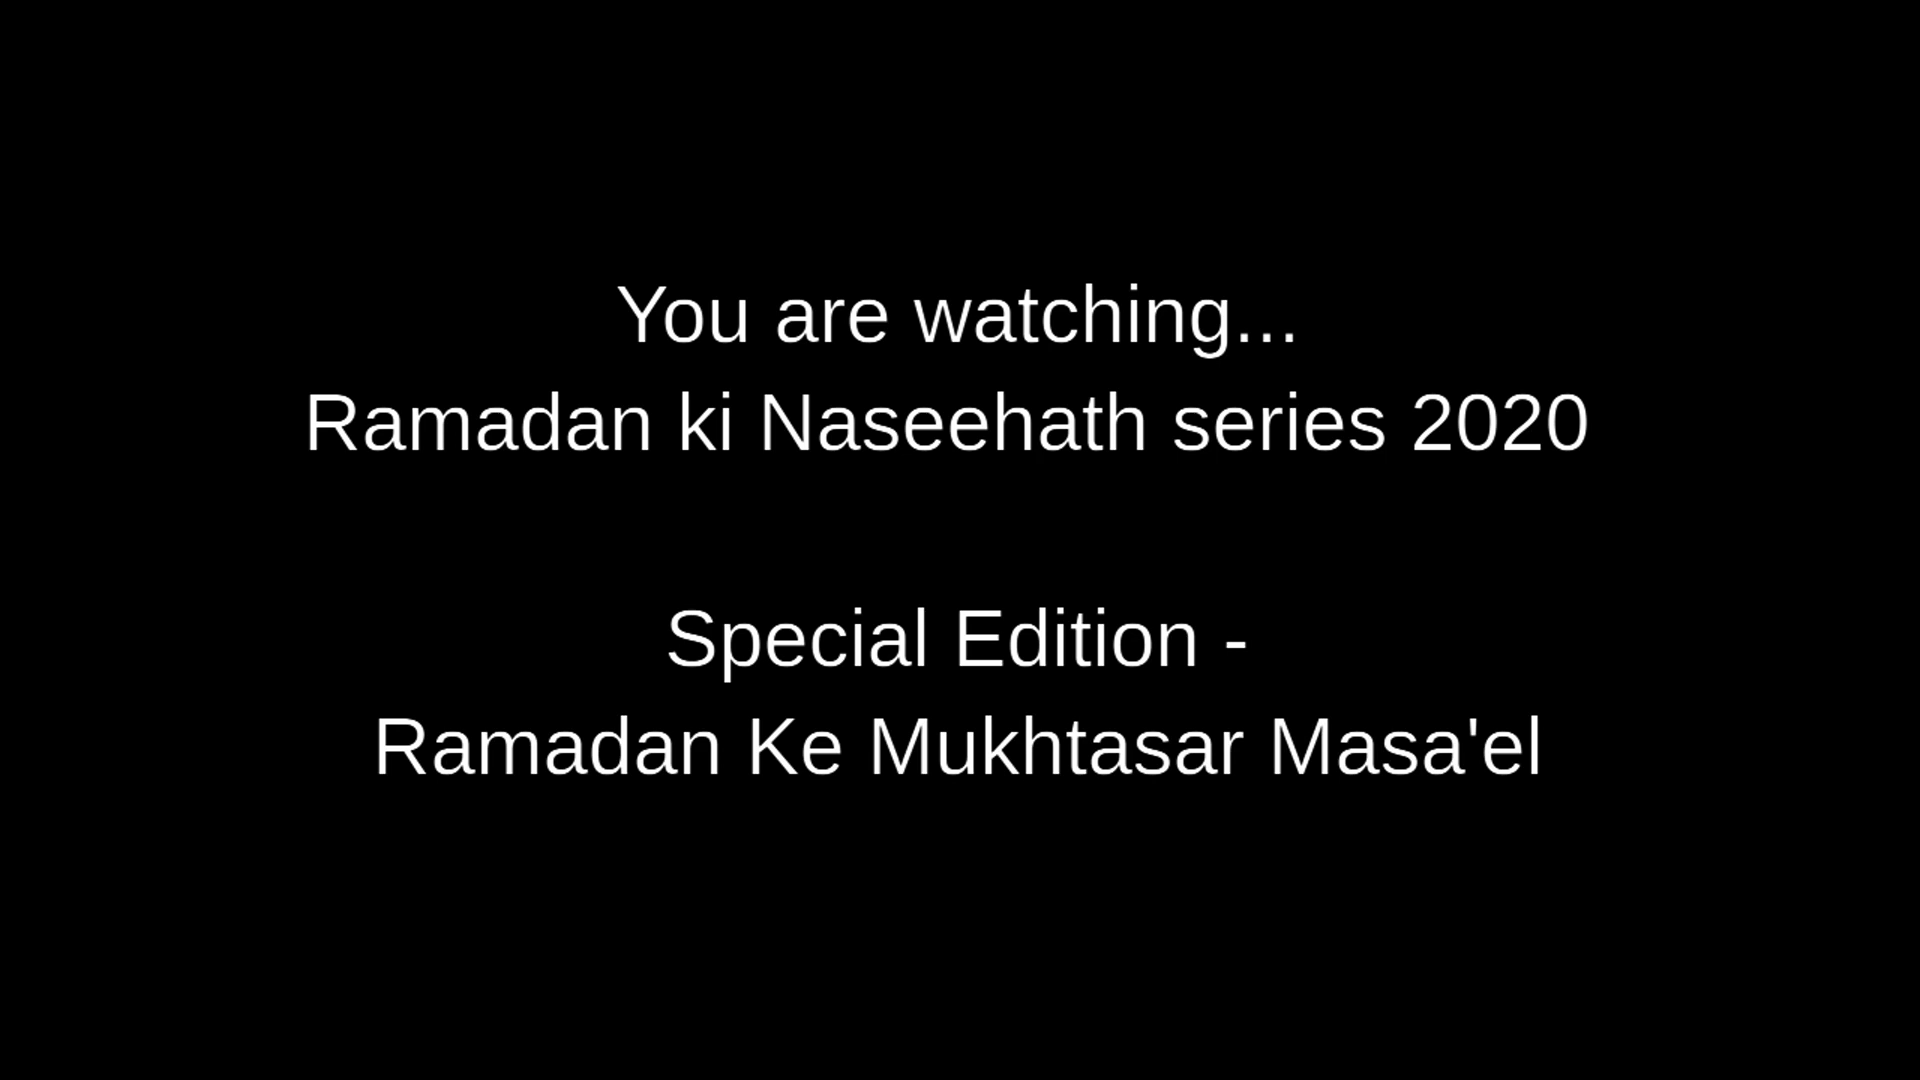 You are watching...
Ramadan ki Naseehath series 2020
Special Edition -
Ramadan Ke Mukhtasar Masa'el